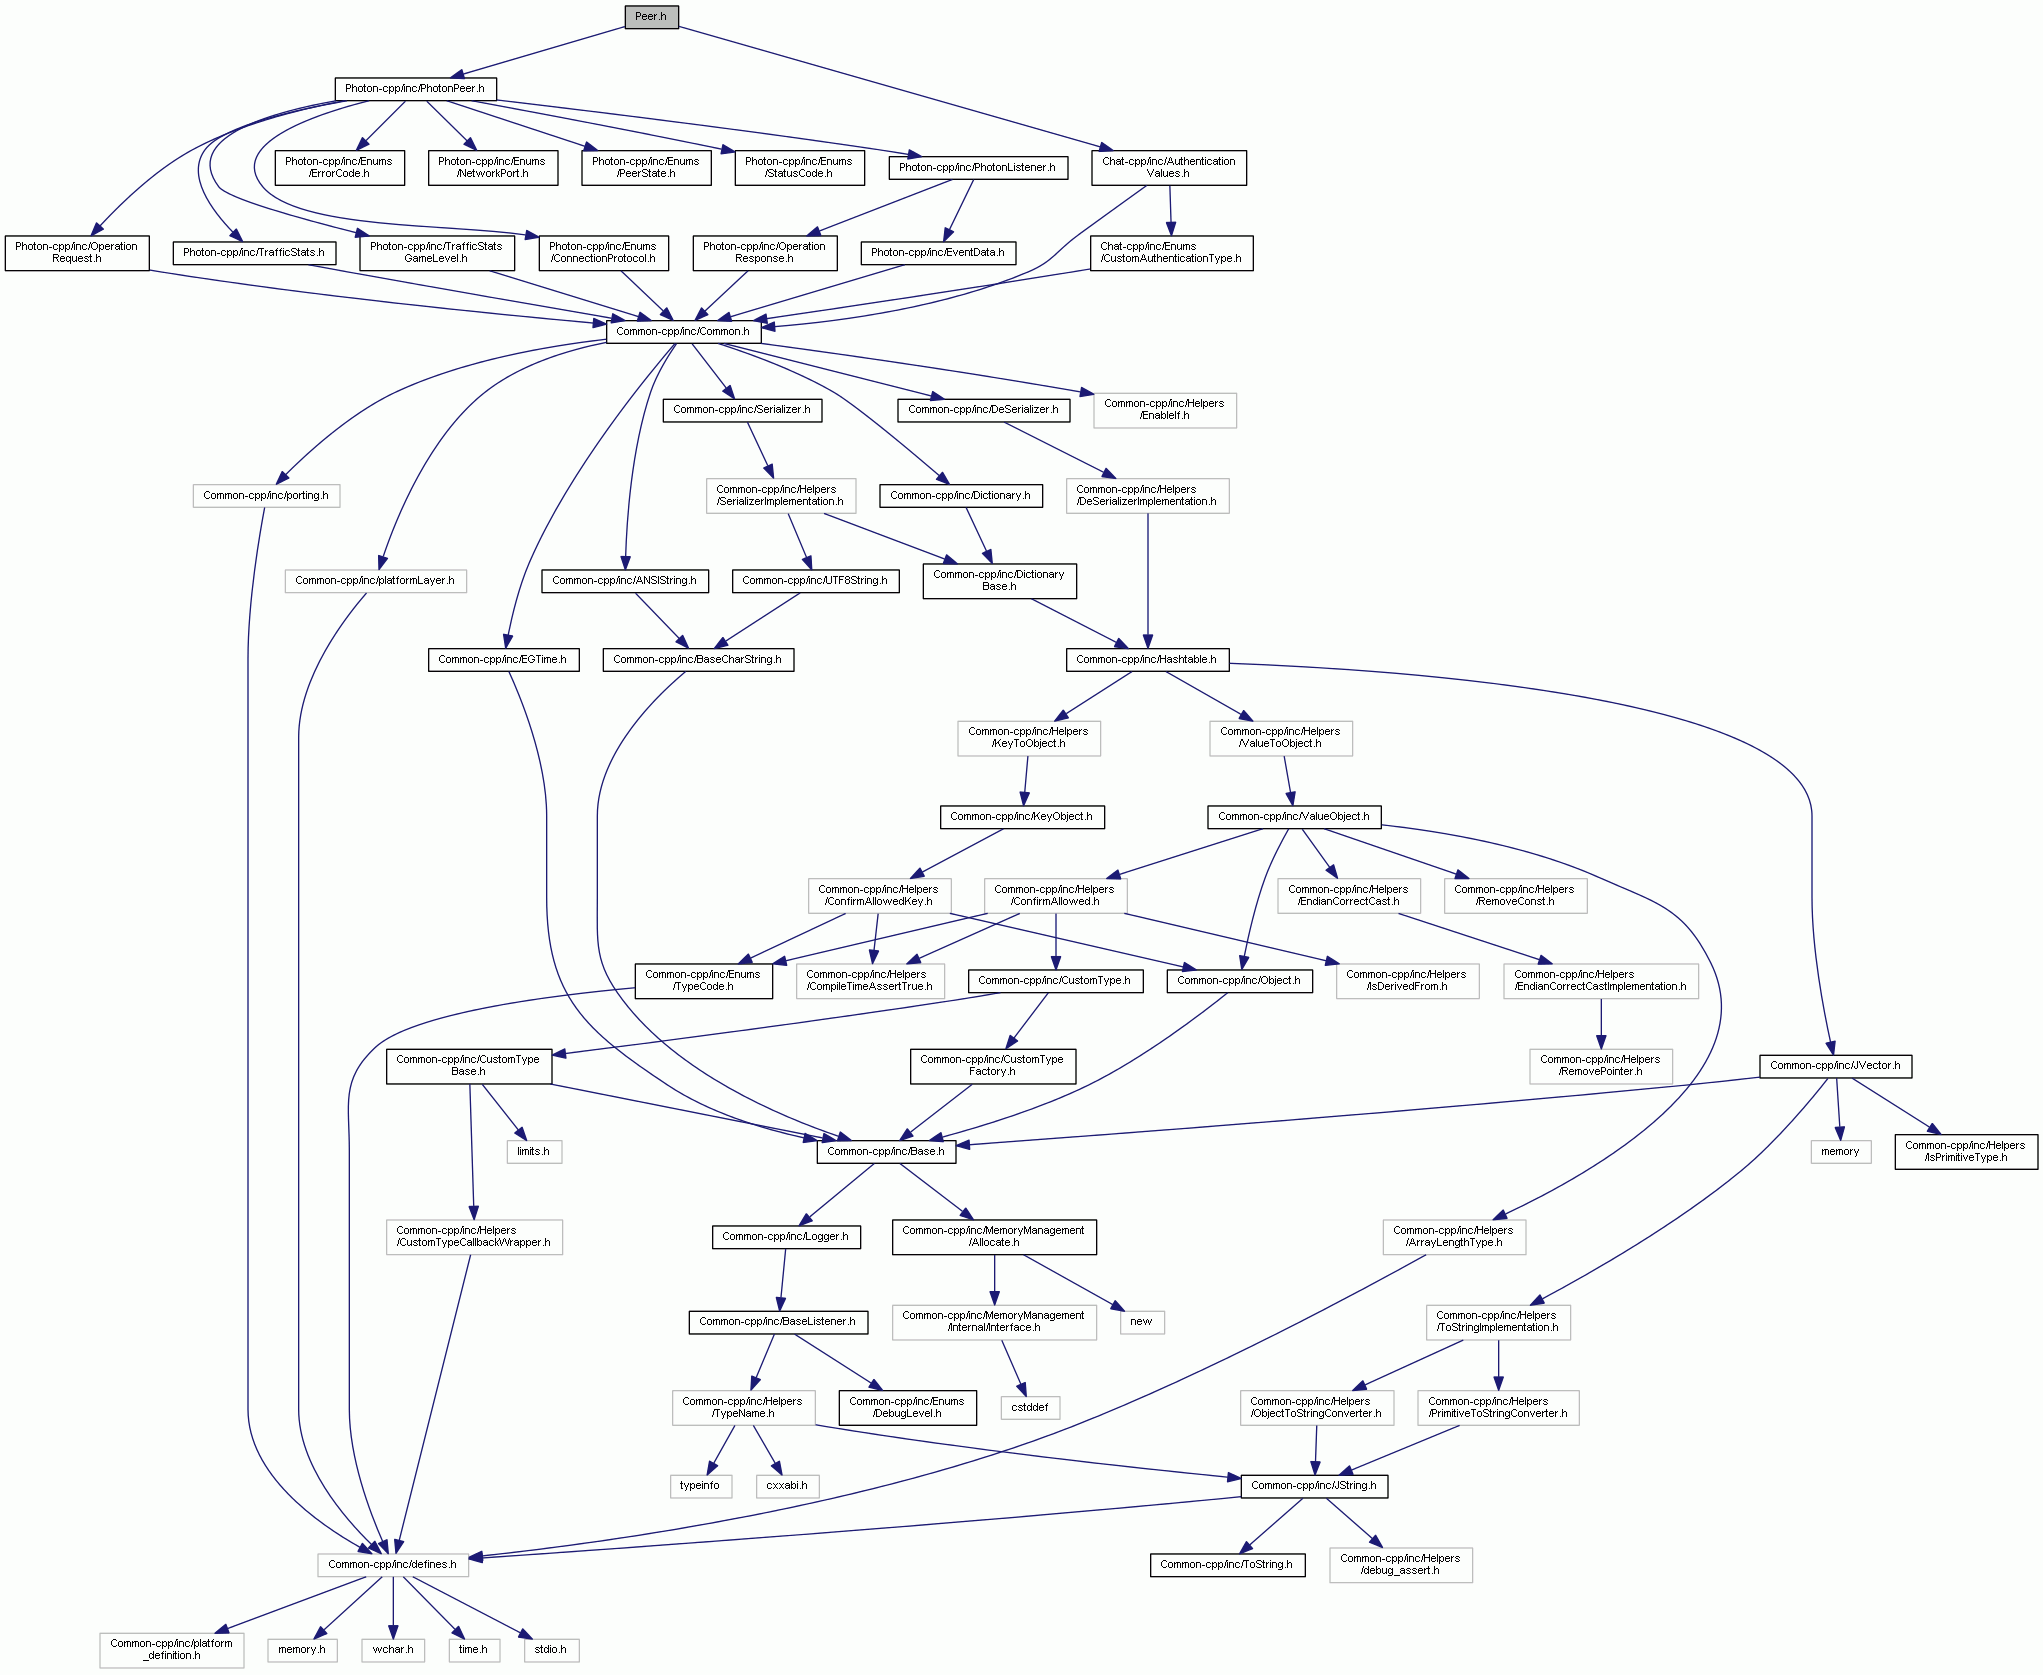 Peer.h
Photon-cpp/inc/PhotonPeer.h
Photon-cpp/inc/Enums
/ErrorCode.h
Photon-cpp/inc/Enums
/NetworkPort.h
Photon-cpp/inc/Enums
/PeerState.h
Photon-cpp/inc/Enums
/StatusCode.h
Photon-cpp/inc/PhotonListener.h
Chat-cpp/inc/Authentication
Values.h
Photon-cpp/inc/Operation
Request.h
Photon-cpp/inc/TrafficStats.h
Photon-cpp/inc/TrafficStats
GameLevel.h
Photon-cpp/inc/Enums
/ConnectionProtocol.h
Photon-cpp/inc/Operation
Response.h
Photon-cpp/inc/EventData.h
Chat-cpp/inc/Enums
/CustomAuthenticationType.h
Common-cpp/inc/Common.h
Common-cpp/inc/Serializer.h
Common-cpp/inc/DeSerializer.h
Common-cpp/inc/Helpers
/EnableIf.h
Common-cpp/inc/porting.h
Common-cpp/inc/Helpers
/SerializerImplementation.h
Common-cpp/inc/Dictionary.h
Common-cpp/inc/Helpers
/DeSerializerImplementation.h
Common-cpp/inc/platformLayer.h
Common-cpp/inc/ANSIString.h
Common-cpp/inc/UTF8String.h
Common-cpp/inc/Dictionary
Base.h
Common-cpp/inc/EGTime.h
Common-cpp/inc/BaseCharString.h
Common-cpp/inc/Hashtable.h
Common-cpp/inc/Helpers
/KeyToObject.h
Common-cpp/inc/Helpers
/ValueToObject.h
Common-cpp/inc/KeyObject.h
Common-cpp/inc/ValueObject.h
Common-cpp/inc/Helpers
/ConfirmAllowedKey.h
Common-cpp/inc/Helpers
/ConfirmAllowed.h
Common-cpp/inc/Helpers
/EndianCorrectCast.h
Common-cpp/inc/Helpers
/RemoveConst.h
Common-cpp/inc/Enums
/TypeCode.h
Common-cpp/inc/Helpers
/CompileTimeAssertTrue.h
Common-cpp/inc/CustomType.h
Common-cpp/inc/Object.h
Common-cpp/inc/Helpers
/IsDerivedFrom.h
Common-cpp/inc/Helpers
/EndianCorrectCastImplementation.h
Common-cpp/inc/CustomType
Base.h
Common-cpp/inc/CustomType
Factory.h
Common-cpp/inc/Helpers
/RemovePointer.h
Common-cpp/inc/JVector.h
limits.h
Common-cpp/inc/Base.h
memory
Common-cpp/inc/Helpers
/IsPrimitiveType.h
Common-cpp/inc/Helpers
/CustomTypeCallbackWrapper.h
Common-cpp/inc/Logger.h
Common-cpp/inc/MemoryManagement
/Allocate.h
Common-cpp/inc/Helpers
/ArrayLengthType.h
Common-cpp/inc/BaseListener.h
Common-cpp/inc/MemoryManagement
/Internal/Interface.h
new
Common-cpp/inc/Helpers
/ToStringImplementation.h
Common-cpp/inc/Helpers
/TypeName.h
Common-cpp/inc/Enums
/DebugLevel.h
cstddef
Common-cpp/inc/Helpers
/ObjectToStringConverter.h
Common-cpp/inc/Helpers
/PrimitiveToStringConverter.h
typeinfo
cxxabi.h
Common-cpp/inc/JString.h
Common-cpp/inc/defines.h
Common-cpp/inc/ToString.h
Common-cpp/inc/Helpers
/debug_assert.h
Common-cpp/inc/platform
_definition.h
memory.h
wchar.h
time.h
stdio.h